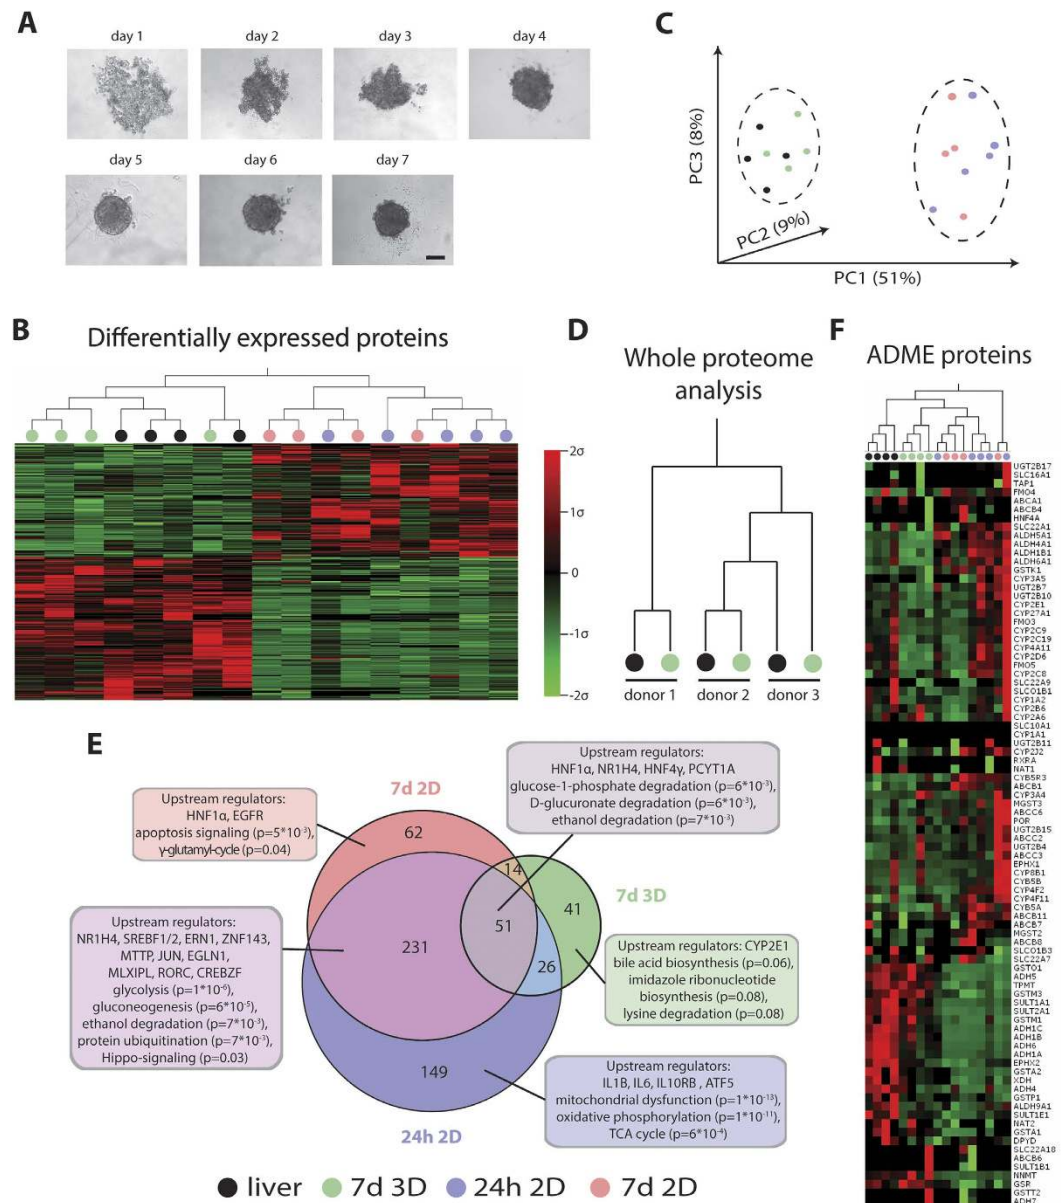 A
day 1
day 2
day 3
day 4
day 5
day 6
day 7
C
PC3 (8%)
PC2 (9%)
PC1 (51%)
B
Differentially expressed proteins
2σ
1σ
0
-1σ
-2σ
D
Whole proteome
analysis
donor 1
donor 2
donor 3
F
ADME proteins
UGT2B17
SLC16A1
TAP1
FMO4
ABCA1
ABCB4
HNF4A
SLC22A1
ALDH5A1
ALDH4A1
ALDH1B1
ALDH6A1
GSTK1
CYP3A5
UGT2B7
UGT2B10
CYP2E1
CYP27A1
FMO3
CYP2C9
CYP2C19
CYP4A11
CYP2D6
FMO5
CYP2C8
SLC22A9
SLCO1B1
CYP1A2
CYP2B6
CYP2A6
SLC10A1
CYP1A1
UGT2B11
CYP2J2
RXRA
NAT1
CYB5R3
ABCB1
CYP3A4
MGST3
ABCC6
POR
UGT2B15
ABCC2
UGT2B4
ABCC3
EPHX1
CYP8B1
CYB5B
CYP4F2
CYP4F11
CYB5A
ABCB11
ABCB7
MGST2
ABCB8
SLCO1B3
SLC22A7
GSTO1
ADH5
TPMT
GSTM3
SULT1A1
SULT2A1
GSTM1
ADH1C
ADH1B
ADH6
ADH1A
EPHX2
GSTA2
XDH
ADH4
GSTP1
ALDH9A1
SULT1E1
NAT2
GSTA1
DPYD
SLC22A18
ABCB6
SULT1B1
NNMT
GSR
GSTT2
ADH7
E
7d 2D
62
14
7d 3D
41
51
231
26
149
24h 2D
Upstream regulators:
HNF1α, EGFR
apoptosis signaling (p=5*10⁻³),
γ-glutamyl-cycle (p=0.04)
Upstream regulators:
HNF1α, NR1H4, HNF4γ, PCYT1A
glucose-1-phosphate degradation (p=6*10⁻³),
D-glucuronate degradation (p=6*10⁻³),
ethanol degradation (p=7*10⁻³)
Upstream regulators:
NR1H4, SREBF1/2, ERN1, ZNF143,
MTTP, JUN, EGLN1,
MLXIPL, RORC, CREBZF
glycolysis (p=1*10⁻⁶),
gluconeogenesis (p=6*10⁻⁵),
ethanol degradation (p=7*10⁻³),
protein ubiquitination (p=7*10⁻³),
Hippo-signaling (p=0.03)
Upstream regulators: CYP2E1
bile acid biosynthesis (p=0.06),
imidazole ribonucleotide
biosynthesis (p=0.08),
lysine degradation (p=0.08)
Upstream regulators:
IL1B, IL6, IL10RB , ATF5
mitochondrial dysfunction (p=1*10⁻¹³),
oxidative phosphorylation (p=1*10⁻¹¹),
TCA cycle (p=6*10⁻⁴)
liver 7d 3D 24h 2D 7d 2D